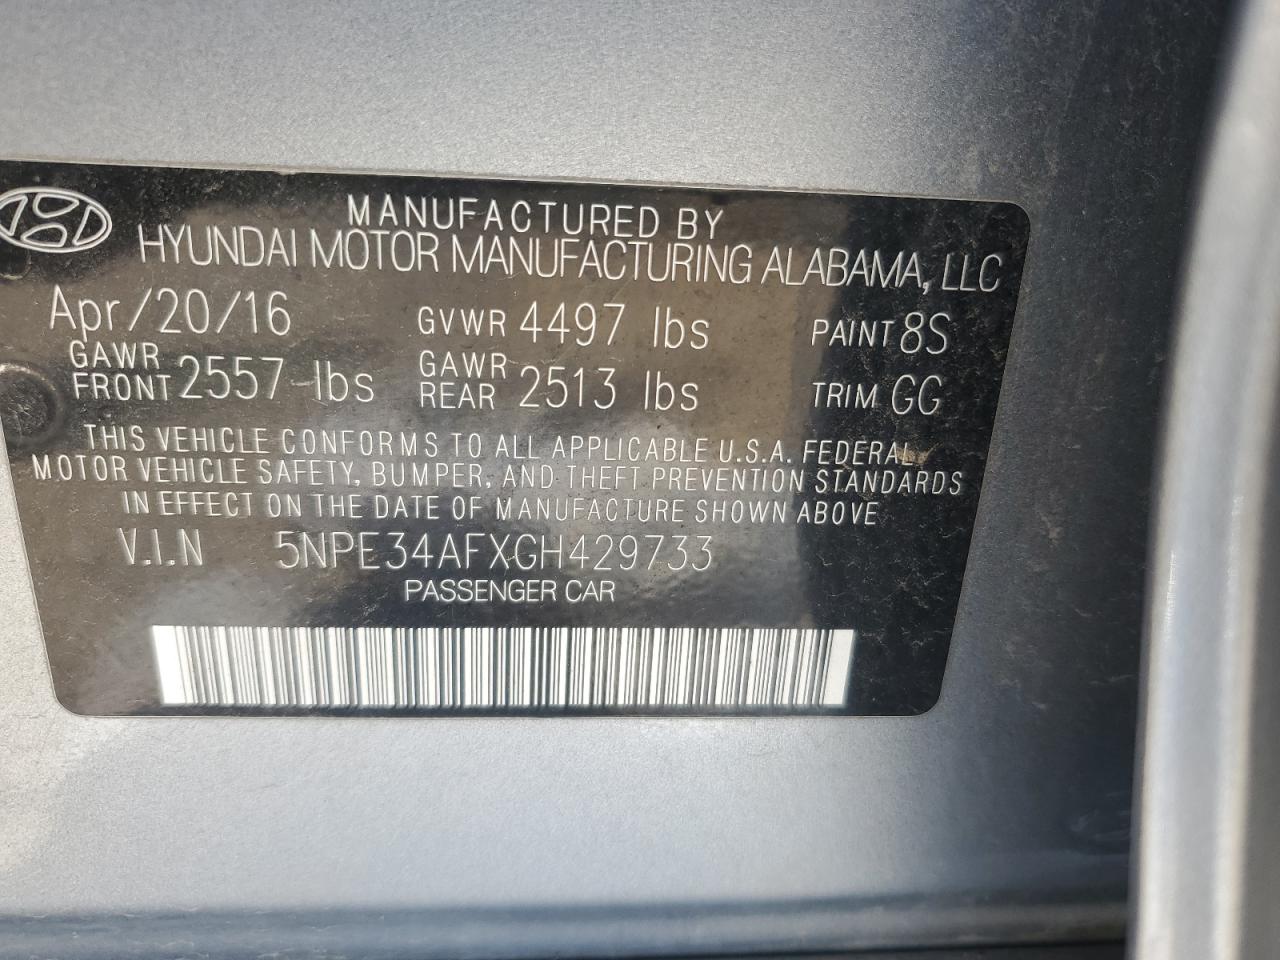 MANUFACTURED BY
HYUNDAI MOTOR MANUFACTURING ALABAMA, LLC
Apr/20/16 GVWR 4497 lbs PAINT 8S
GAWR FRONT 2557 lbs GAWR REAR 2513 lbs TRIM GG
THIS VEHICLE CONFORMS TO ALL APPLICABLE U.S.A. FEDERAL
MOTOR VEHICLE SAFETY, BUMPER, AND THEFT PREVENTION STANDARDS
IN EFFECT ON THE DATE OF MANUFACTURE SHOWN ABOVE
V.I.N 5NPE34AFXGH429733
PASSENGER CAR